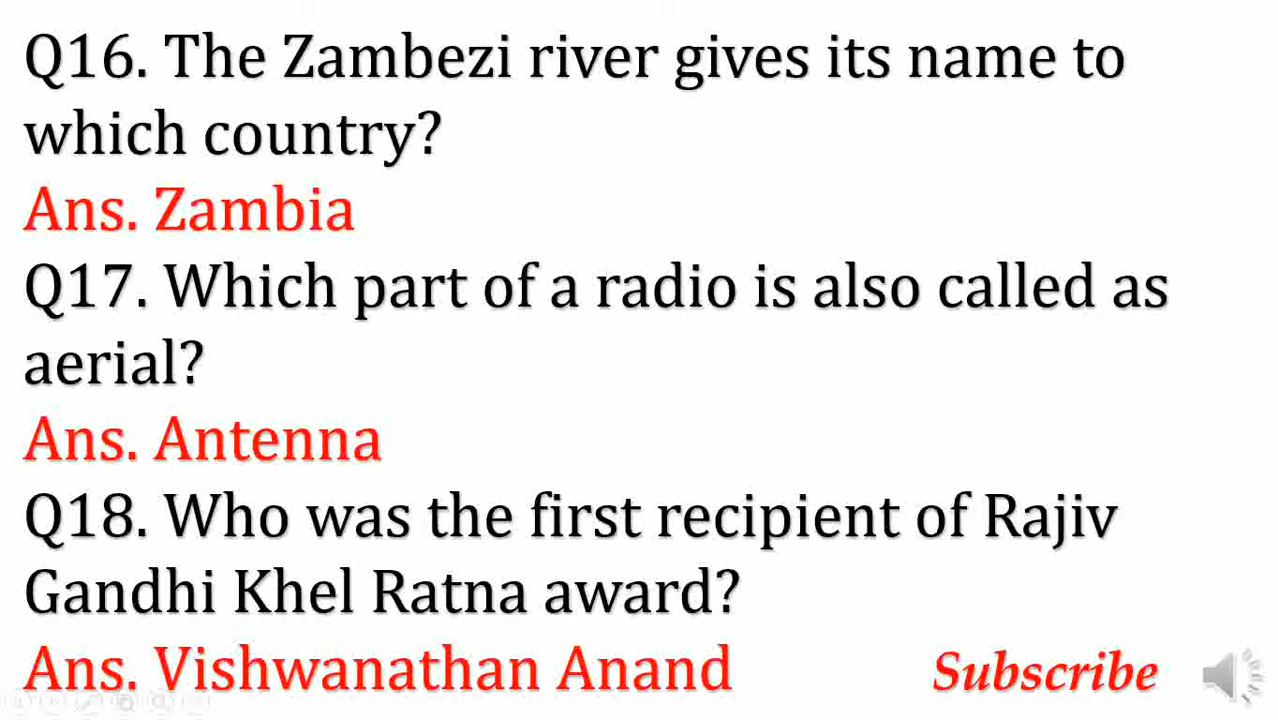 Q16. The Zambezi river gives its name to
which country?
Ans. Zambia
Q17. Which part of a radio is also called as
aerial?
Ans. Antenna
Q18. Who was the first recipient of Rajiv
Gandhi Khel Ratna award?
Ans. Vishwanathan Anand
Subscribe